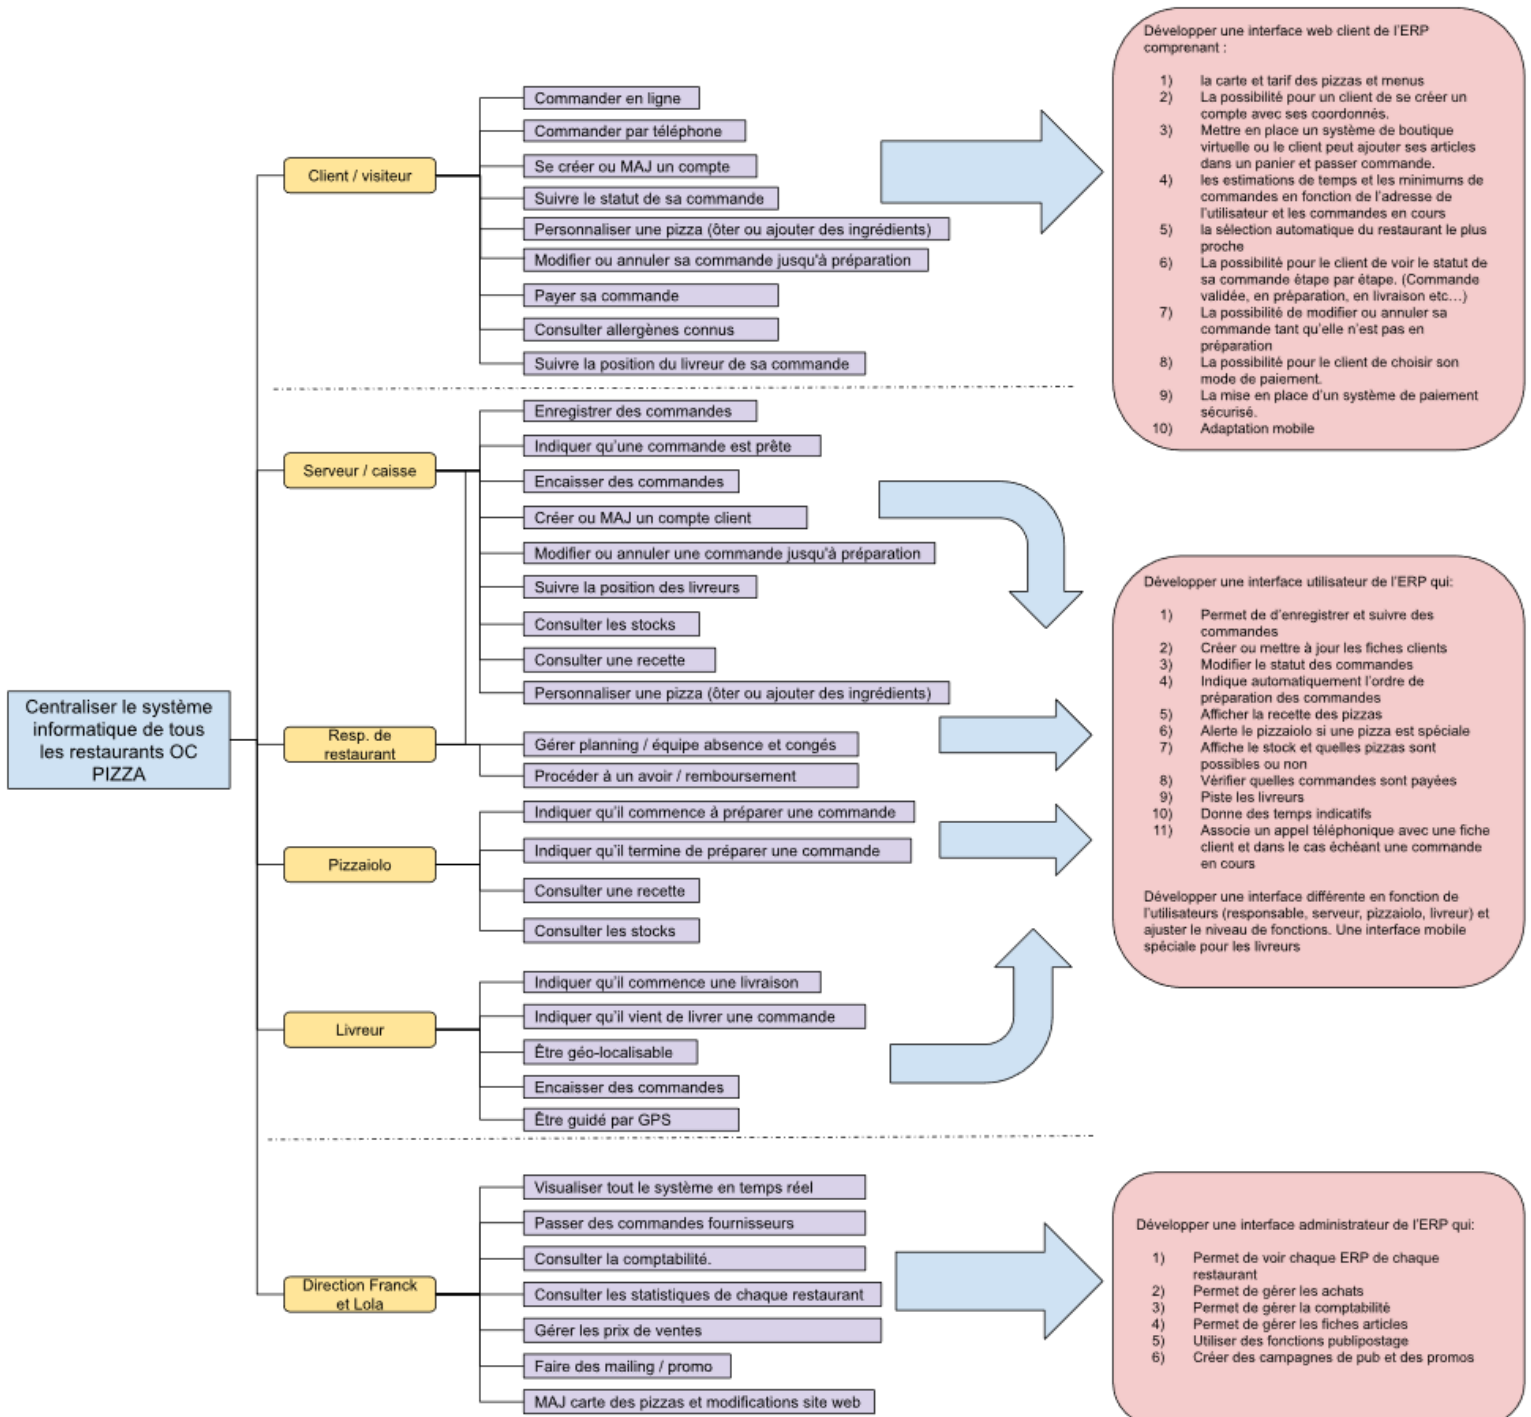 Centraliser le système
informatique de tous
les restaurants OC
PIZZA
Client / visiteur
Commander en ligne
Commander par téléphone
Se créer ou MAJ un compte
Suivre le statut de sa commande
Personnaliser une pizza (ôter ou ajouter des ingrédients)
Modifier ou annuler sa commande jusqu'à préparation
Payer sa commande
Consulter allergènes connus
Suivre la position du livreur de sa commande
Développer une interface web client de l'ERP
comprenant :
1) la carte et tarif des pizzas et menus
2) La possibilité pour un client de se créer un
compte avec ses coordonnés.
3) Mettre en place un système de boutique
virtuelle ou le client peut ajouter ses articles
dans un panier et passer commande.
4) les estimations de temps et les minimums de
commandes en fonction de l'adresse de
l'utilisateur et les commandes en cours
5) la sélection automatique du restaurant le plus
proche
6) La possibilité pour le client de voir le statut de
sa commande étape par étape. (Commande
validée, en préparation, en livraison etc…)
7) La possibilité de modifier ou annuler sa
commande tant qu'elle n'est pas en
préparation
8) La possibilité pour le client de choisir son
mode de paiement.
9) La mise en place d'un système de paiement
sécurisé.
10) Adaptation mobile
Serveur / caisse
Enregistrer des commandes
Indiquer qu'une commande est prête
Encaisser des commandes
Créer ou MAJ un compte client
Modifier ou annuler une commande jusqu'à préparation
Suivre la position des livreurs
Consulter les stocks
Consulter une recette
Personnaliser une pizza (ôter ou ajouter des ingrédients)
Resp. de
restaurant
Gérer planning / équipe absence et congés
Procéder à un avoir / remboursement
Pizzaiolo
Indiquer qu'il commence à préparer une commande
Indiquer qu'il termine de préparer une commande
Consulter une recette
Consulter les stocks
Livreur
Indiquer qu'il commence une livraison
Indiquer qu'il vient de livrer une commande
Être géo-localisable
Encaisser des commandes
Être guidé par GPS
Développer une interface utilisateur de l'ERP qui:
1) Permet de d'enregistrer et suivre des
commandes
2) Créer ou mettre à jour les fiches clients
3) Modifier le statut des commandes
4) Indique automatiquement l'ordre de
préparation des commandes
5) Afficher la recette des pizzas
6) Alerte le pizzaiolo si une pizza est spéciale
7) Affiche le stock et quelles pizzas sont
possibles ou non
8) Vérifier quelles commandes sont payées
9) Piste les livreurs
10) Donne des temps indicatifs
11) Associe un appel téléphonique avec une fiche
client et dans le cas échéant une commande
en cours
Développer une interface différente en fonction de
l'utilisateurs (responsable, serveur, pizzaiolo, livreur) et
ajuster le niveau de fonctions. Une interface mobile
spéciale pour les livreurs
Direction Franck
et Lola
Visualiser tout le système en temps réel
Passer des commandes fournisseurs
Consulter la comptabilité.
Consulter les statistiques de chaque restaurant
Gérer les prix de ventes
Faire des mailing / promo
MAJ carte des pizzas et modifications site web
Développer une interface administrateur de l'ERP qui:
1) Permet de voir chaque ERP de chaque
restaurant
2) Permet de gérer les achats
3) Permet de gérer la comptabilité
4) Permet de gérer les fiches articles
5) Utiliser des fonctions publipostage
6) Créer des campagnes de pub et des promos